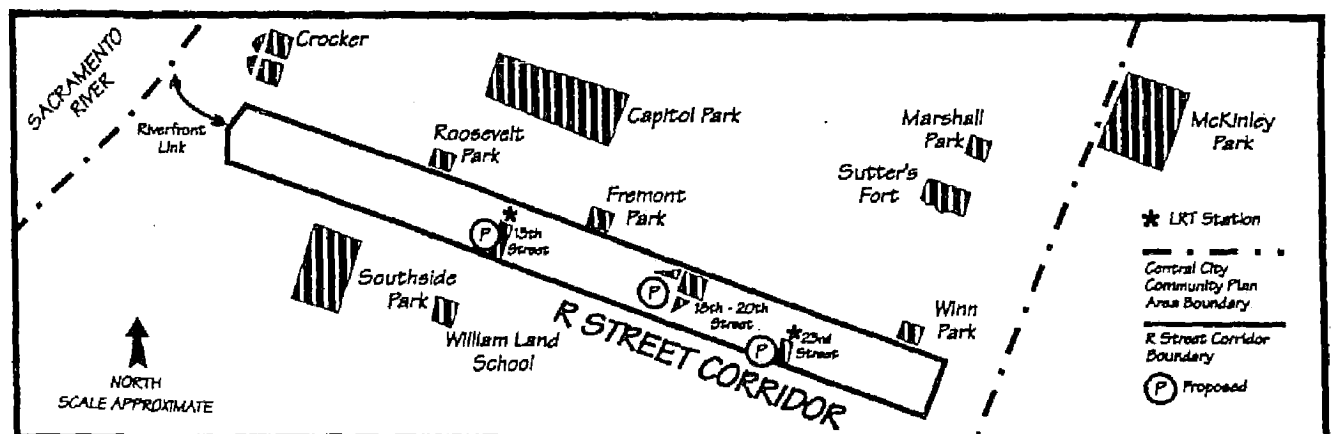 SACRAMENTO
RIVER
Riverfront
Link
Crocker
Roosevelt
Park
Capitol Park
Fremont
Park
Marshall
Park
Sutter's
Fort
McKinley
Park
* LRT Station
Central City
Community Plan
Area Boundary
R Street Corridor
Boundary
P Proposed
P
* 13th
Street
P
18th - 20th
Street
P
* 23rd
Street
Winn
Park
Southside
Park
William Land
School
R STREET CORRIDOR
NORTH
SCALE APPROXIMATE